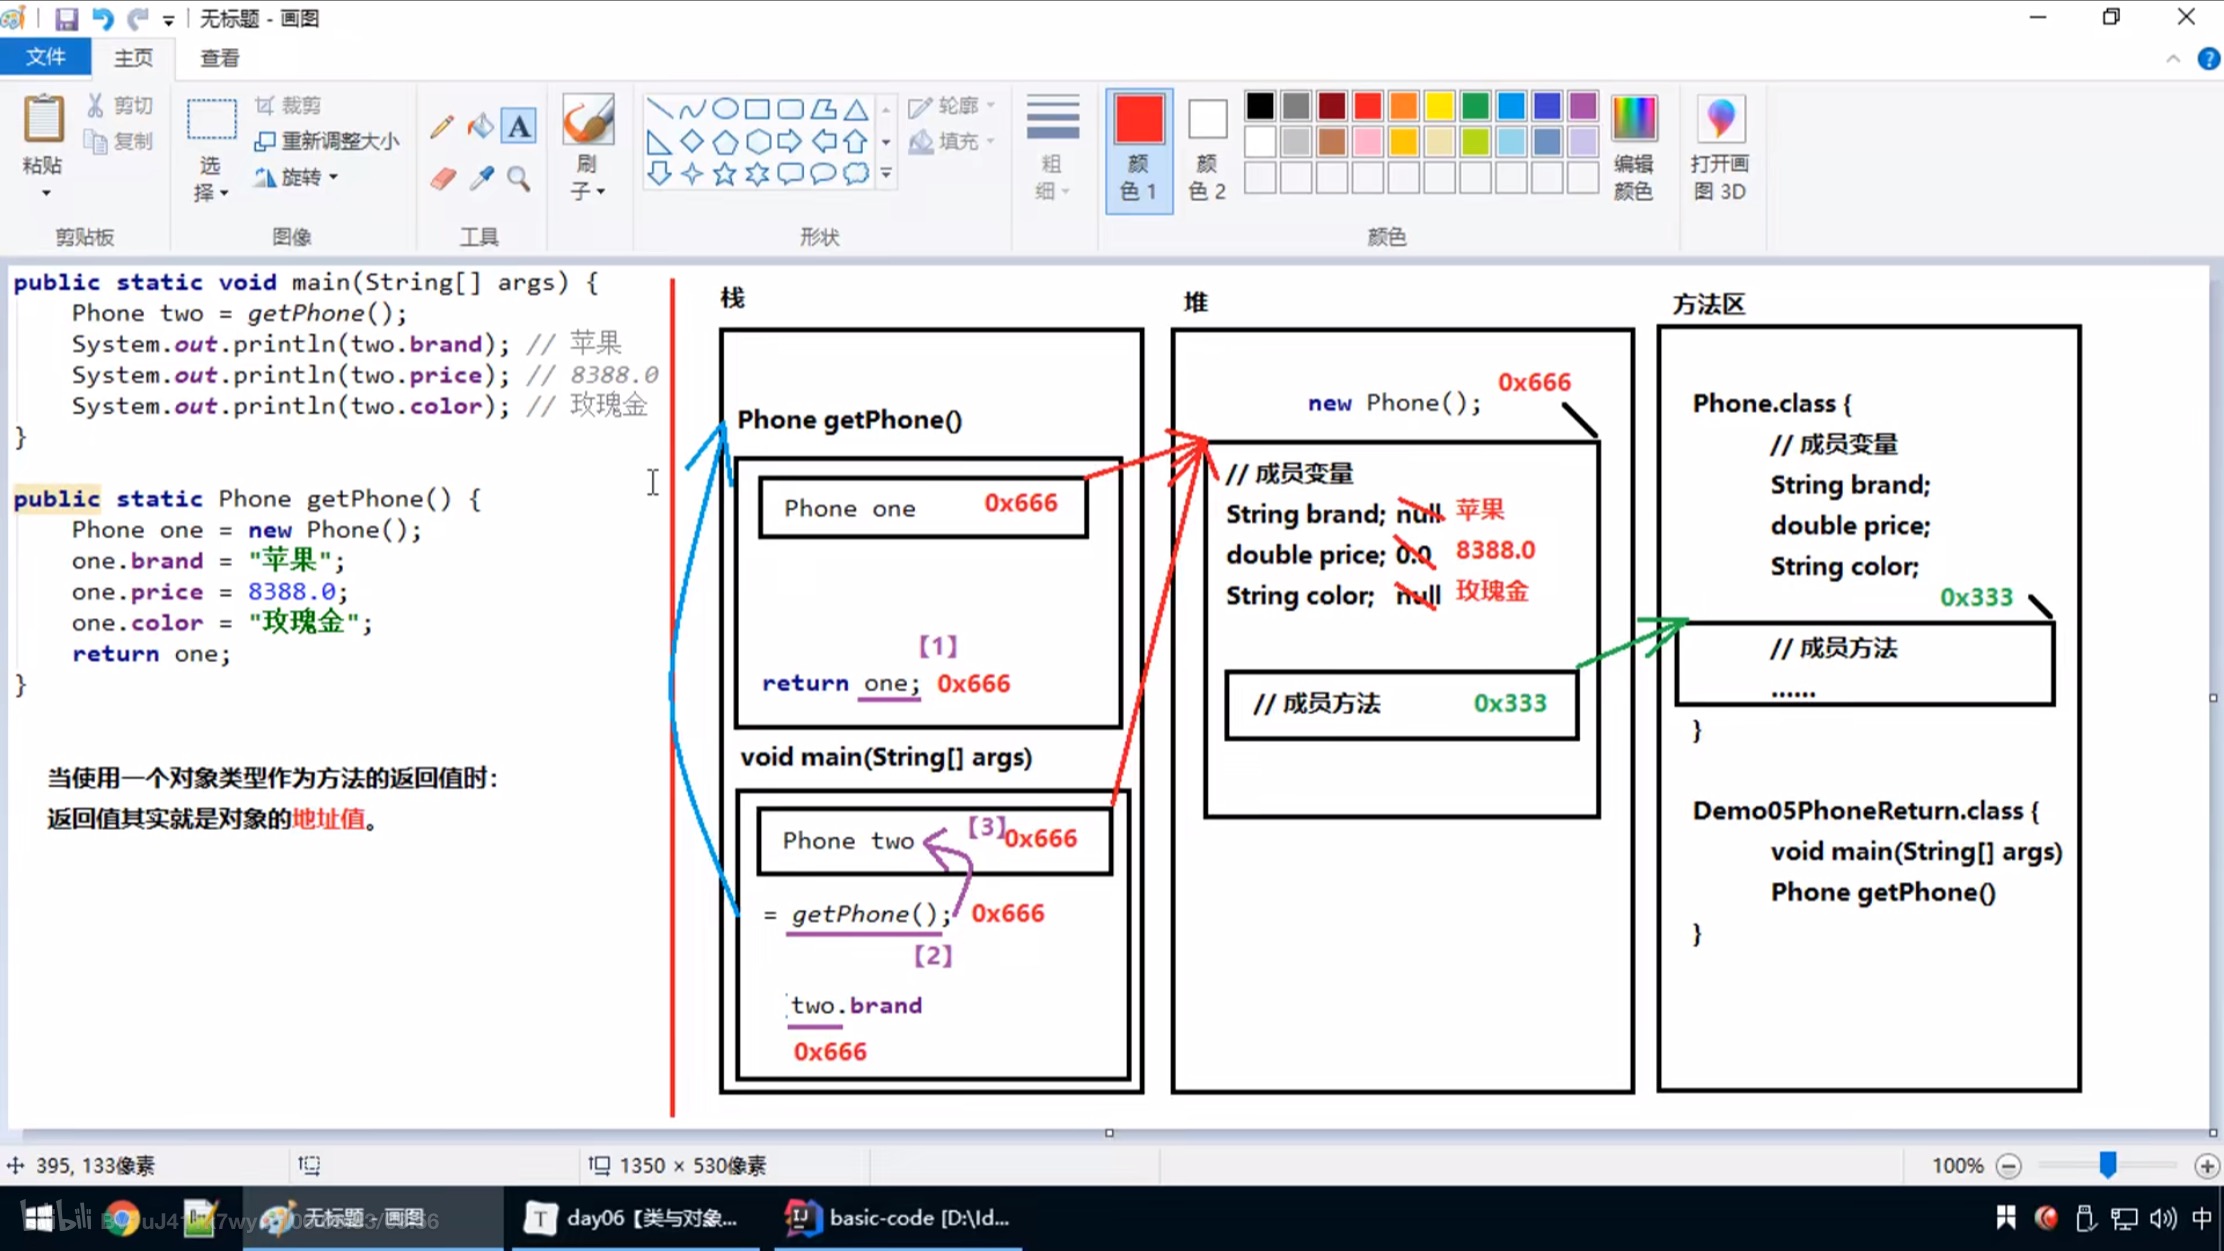 无标题 - 画图
文件
主页
查看
粘贴
剪切
复制
剪贴板
选择
裁剪
重新调整大小
旋转
图像
A
工具
刷子
形状
轮廓
填充
粗细
颜色 1
颜色 2
颜色
编辑颜色
打开画图 3D
public static void main(String[] args) {
Phone two = getPhone();
System.out.println(two.brand); // 苹果
System.out.println(two.price); // 8388.0
System.out.println(two.color); // 玫瑰金
}
public static Phone getPhone() {
Phone one = new Phone();
one.brand = "苹果";
one.price = 8388.0;
one.color = "玫瑰金";
return one;
}
当使用一个对象类型作为方法的返回值时：
返回值其实就是对象的地址值。
栈
Phone getPhone()
Phone one 0x666
【1】
return one; 0x666
void main(String[] args)
Phone two 【3】 0x666
= getPhone(); 0x666
【2】
two.brand
0x666
堆
0x666
new Phone();
// 成员变量
String brand; null 苹果
double price; 0.0 8388.0
String color; null 玫瑰金
// 成员方法 0x333
方法区
Phone.class {
// 成员变量
String brand;
double price;
String color;
0x333
// 成员方法
......
}
Demo05PhoneReturn.class {
void main(String[] args)
Phone getPhone()
}
395, 133像素
1350 × 530像素
100%
bilibili
无标题 - 画图
T
day06【类与对象...
IJ
basic-code [D:\Id...
中